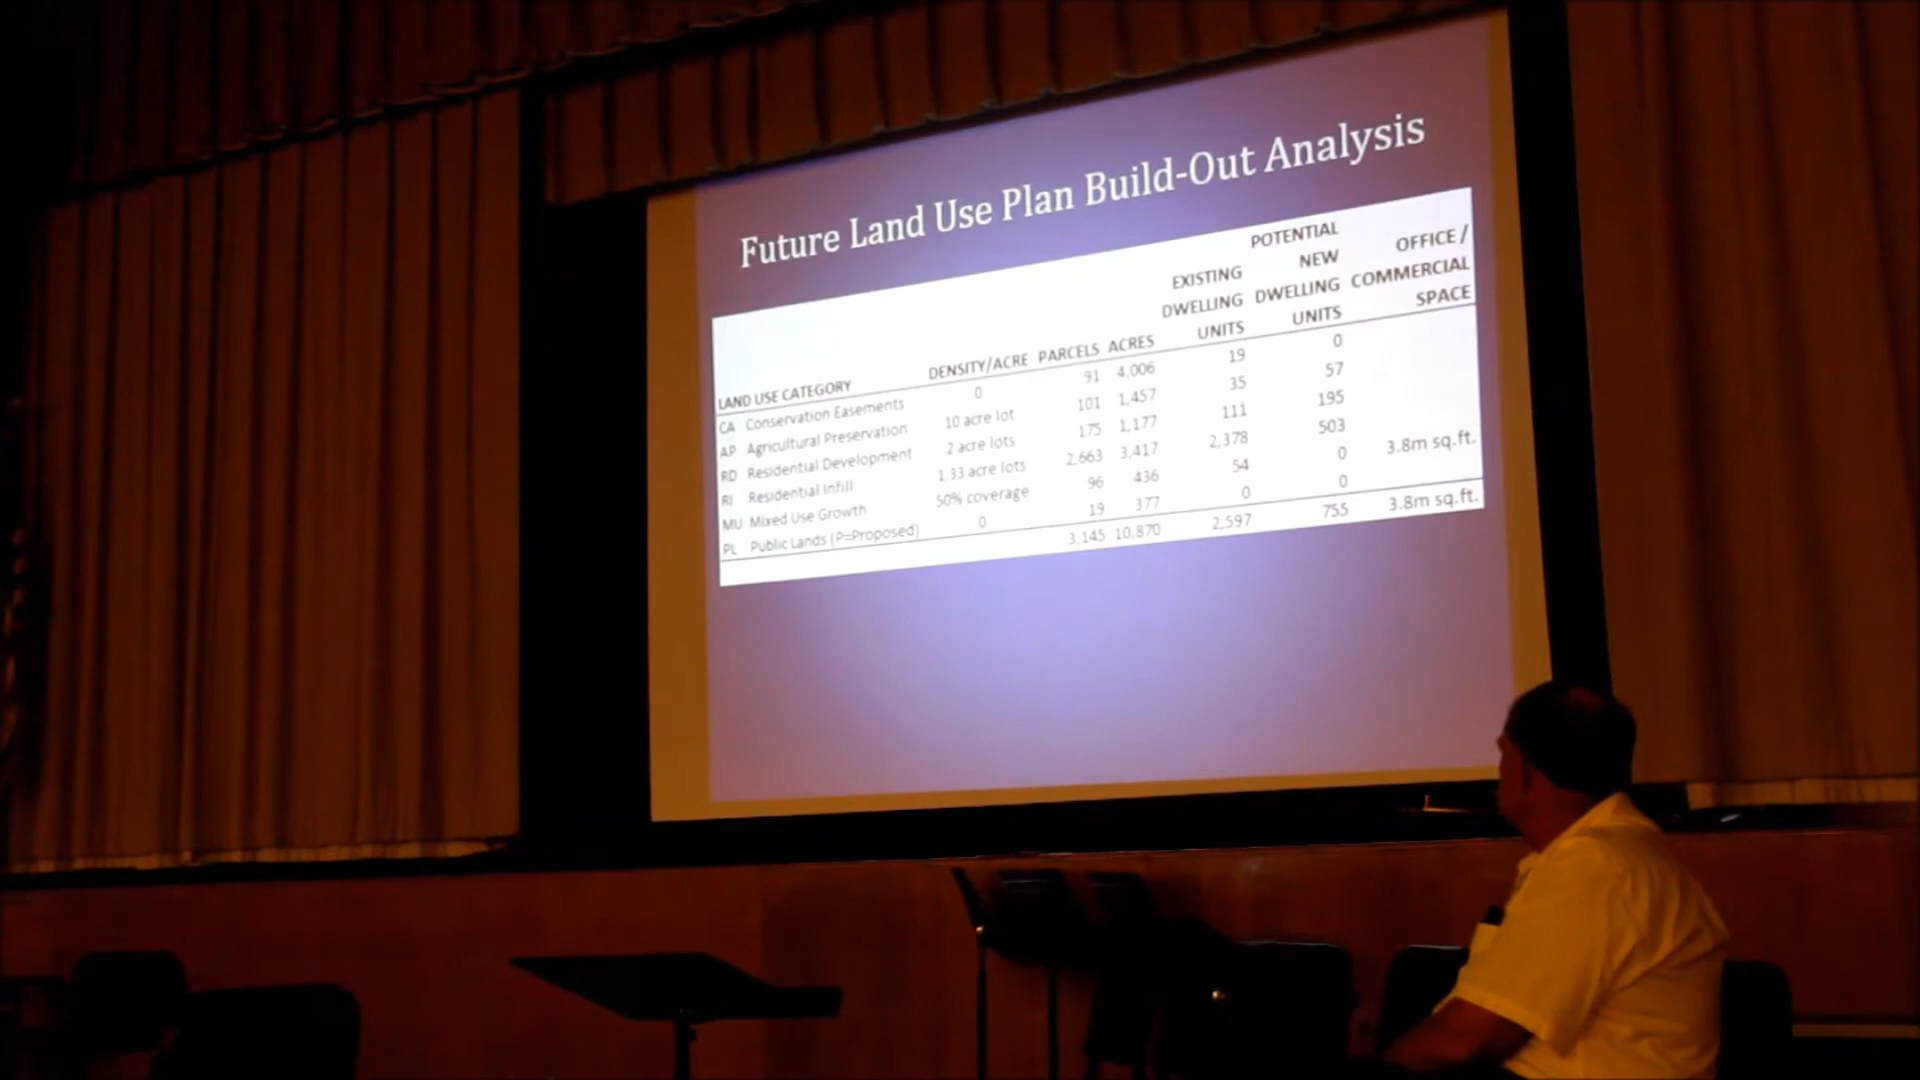 Future Land Use Plan Build-Out Analysis
LAND USE CATEGORY DENSITY/ACRE PARCELS ACRES EXISTING DWELLING UNITS POTENTIAL NEW DWELLING UNITS OFFICE / COMMERCIAL SPACE
CA Conservation Easements 0 91 4,006 19 0
AP Agricultural Preservation 10 acre lot 101 1,457 35 57
RD Residential Development 2 acre lots 175 1,177 111 195
RI Residential Infill 1.33 acre lots 2,663 3,417 2,378 503
MU Mixed Use Growth 50% coverage 96 436 54 0 3.8m sq.ft.
PL Public Lands (P=Proposed) 0 19 377 0 0
3,145 10,870 2,597 755 3.8m sq.ft.